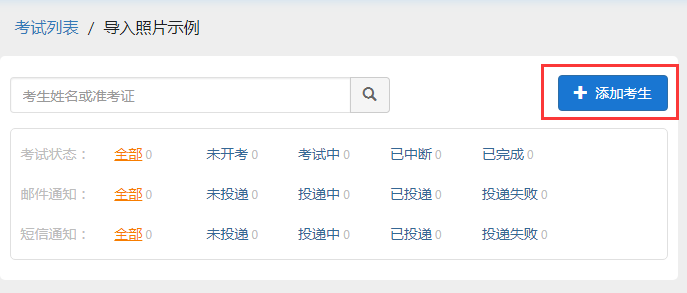 考试列表 / 导入照片示例
考生姓名或准考证
添加考生
考试状态： 全部 0 未开考 0 考试中 0 已中断 0 已完成 0
邮件通知： 全部 0 未投递 0 投递中 0 已投递 0 投递失败 0
短信通知： 全部 0 未投递 0 投递中 0 已投递 0 投递失败 0